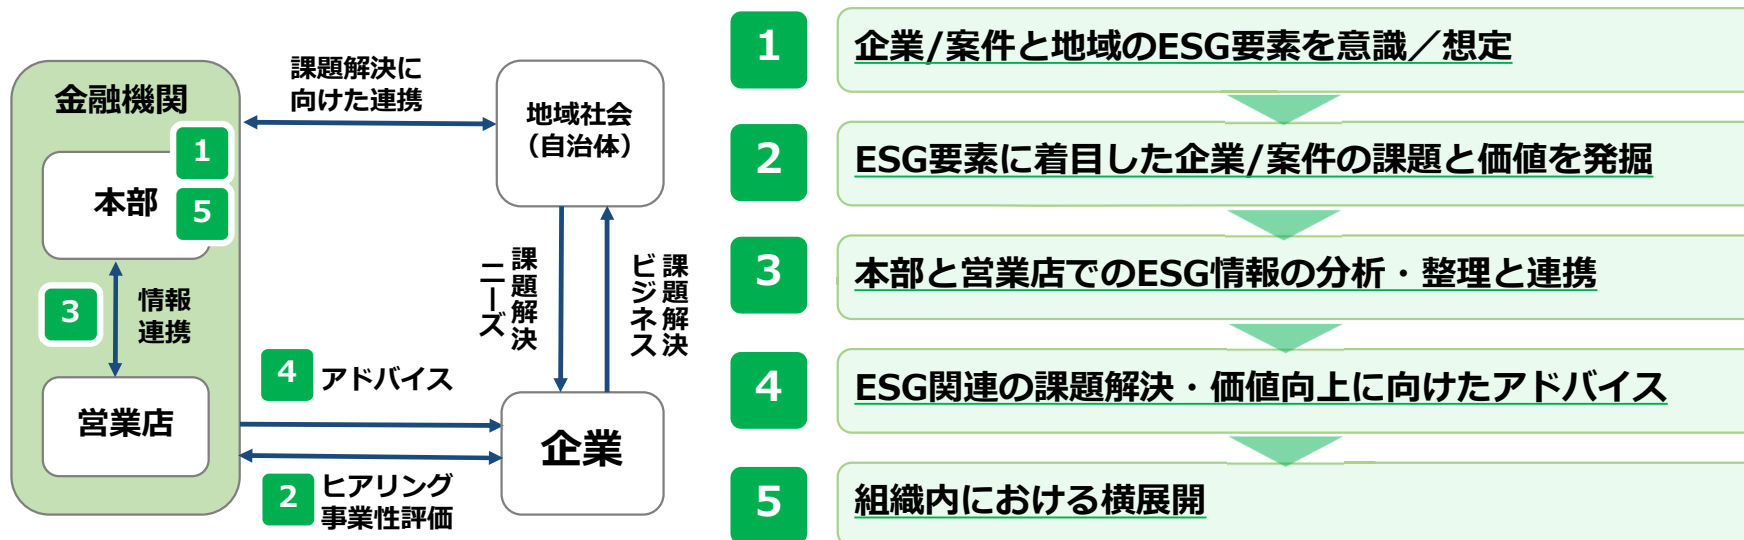 金融機関
1
本部
5
3
情報
連携
営業店
課題解決に
向けた連携
地域社会
（自治体）
課題解決
ニーズ
課題解決
ビジネス
4
アドバイス
2
ヒアリング
事業性評価
企業
1
企業/案件と地域のESG要素を意識／想定
2
ESG要素に着目した企業/案件の課題と価値を発掘
3
本部と営業店でのESG情報の分析・整理と連携
4
ESG関連の課題解決・価値向上に向けたアドバイス
5
組織内における横展開